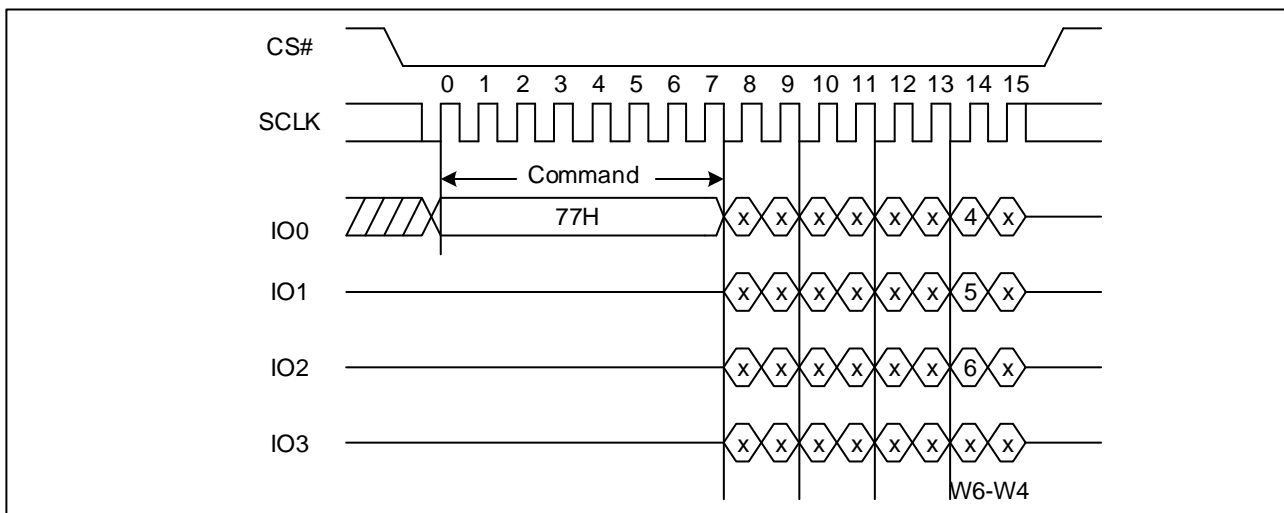 CS#
0 1 2 3 4 5 6 7 8 9 10 11 12 13 14 15
SCLK
Command
IO0 77H x x x x x x 4 x
IO1 x x x x x x 5 x
IO2 x x x x x x 6 x
IO3 x x x x x x x x
W6-W4